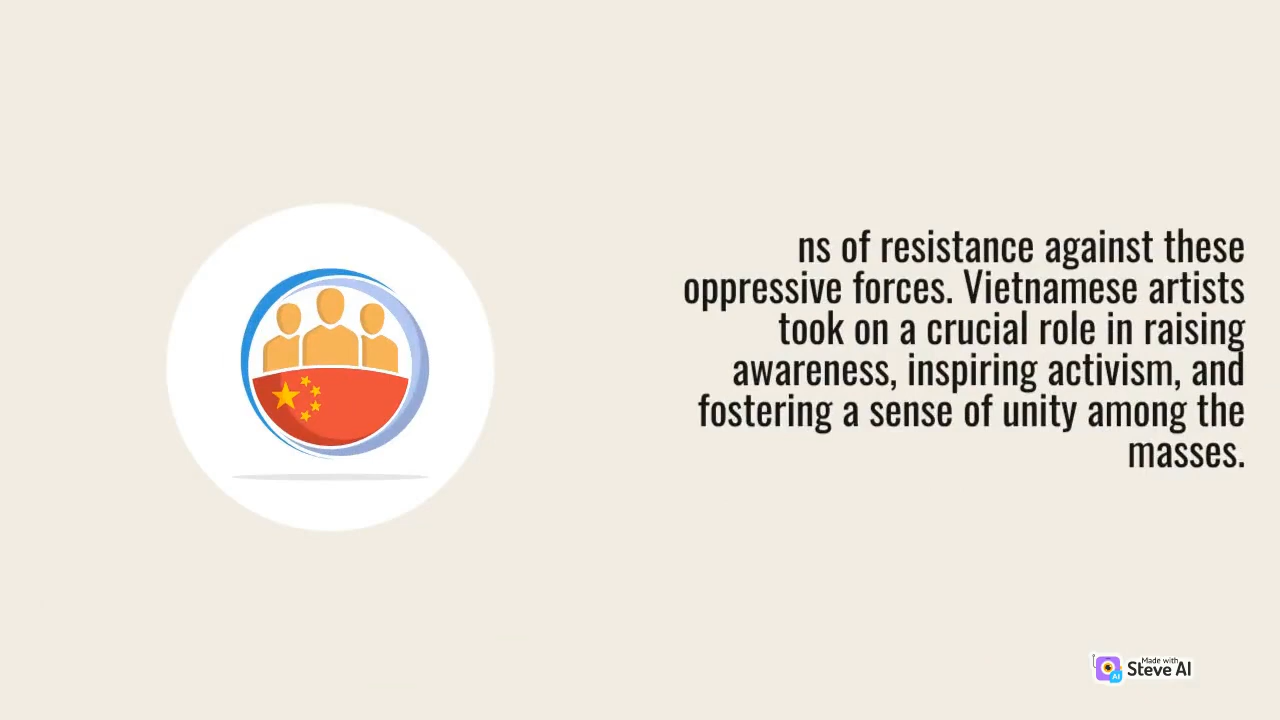 ns of resistance against these
oppressive forces. Vietnamese artists
took on a crucial role in raising
awareness, inspiring activism, and
fostering a sense of unity among the
masses.
Made with
Steve AI
AI